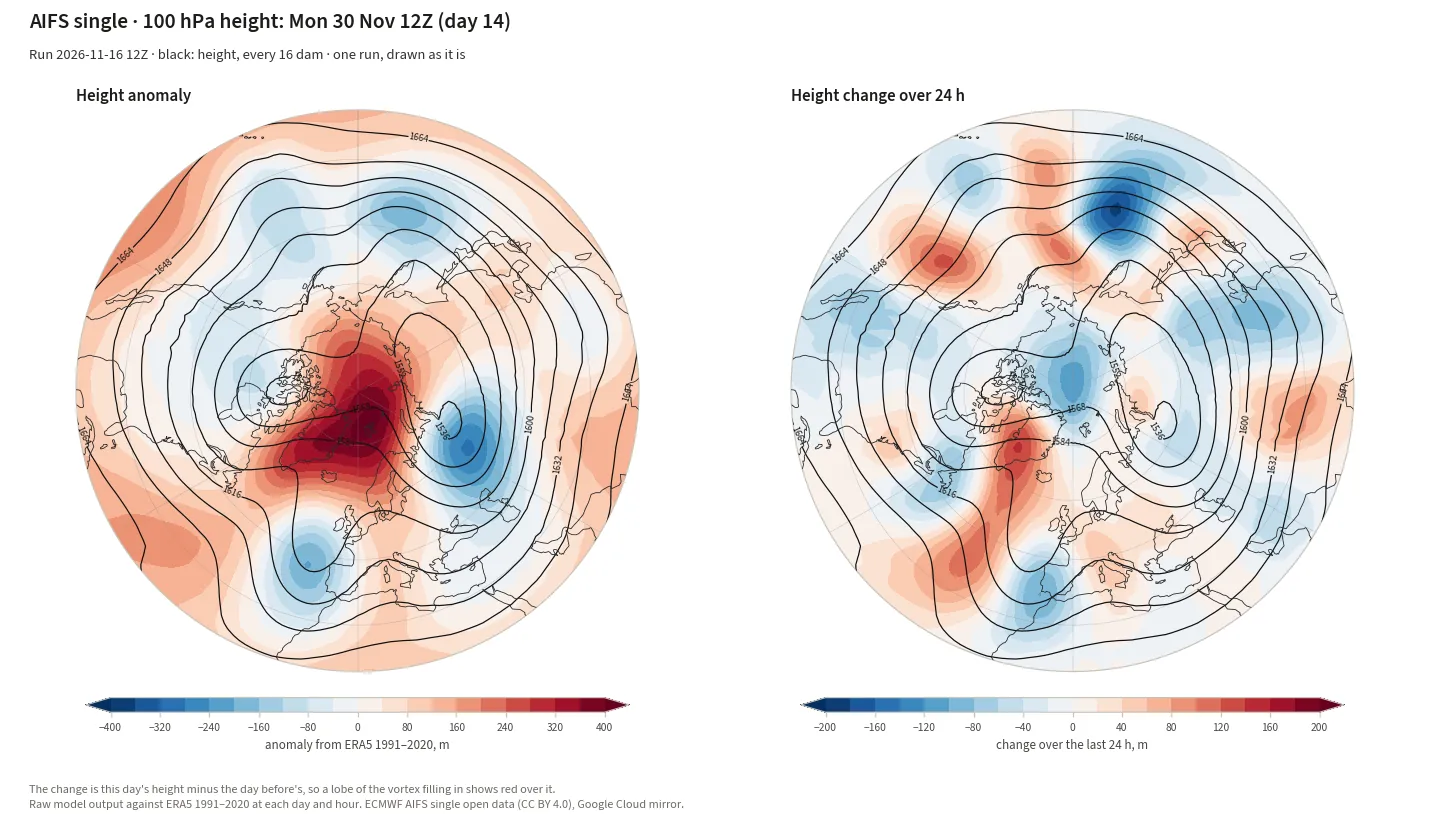 AIFS single · 100 hPa height: Mon 30 Nov 12Z (day 14)
Run 2026-11-16 12Z · black: height, every 16 dam · one run, drawn as it is
Height anomaly
Height change over 24 h
1664
1664
1648
1616
1536
1600
1632
1664
1664
1648
1568
1584
1616
1536
1600
1632
−400 −320 −240 −160 −80 0 80 160 240 320 400
anomaly from ERA5 1991–2020, m
−200 −160 −120 −80 −40 0 40 80 120 160 200
change over the last 24 h, m
The change is this day's height minus the day before's, so a lobe of the vortex filling in shows red over it.
Raw model output against ERA5 1991–2020 at each day and hour. ECMWF AIFS single open data (CC BY 4.0), Google Cloud mirror.